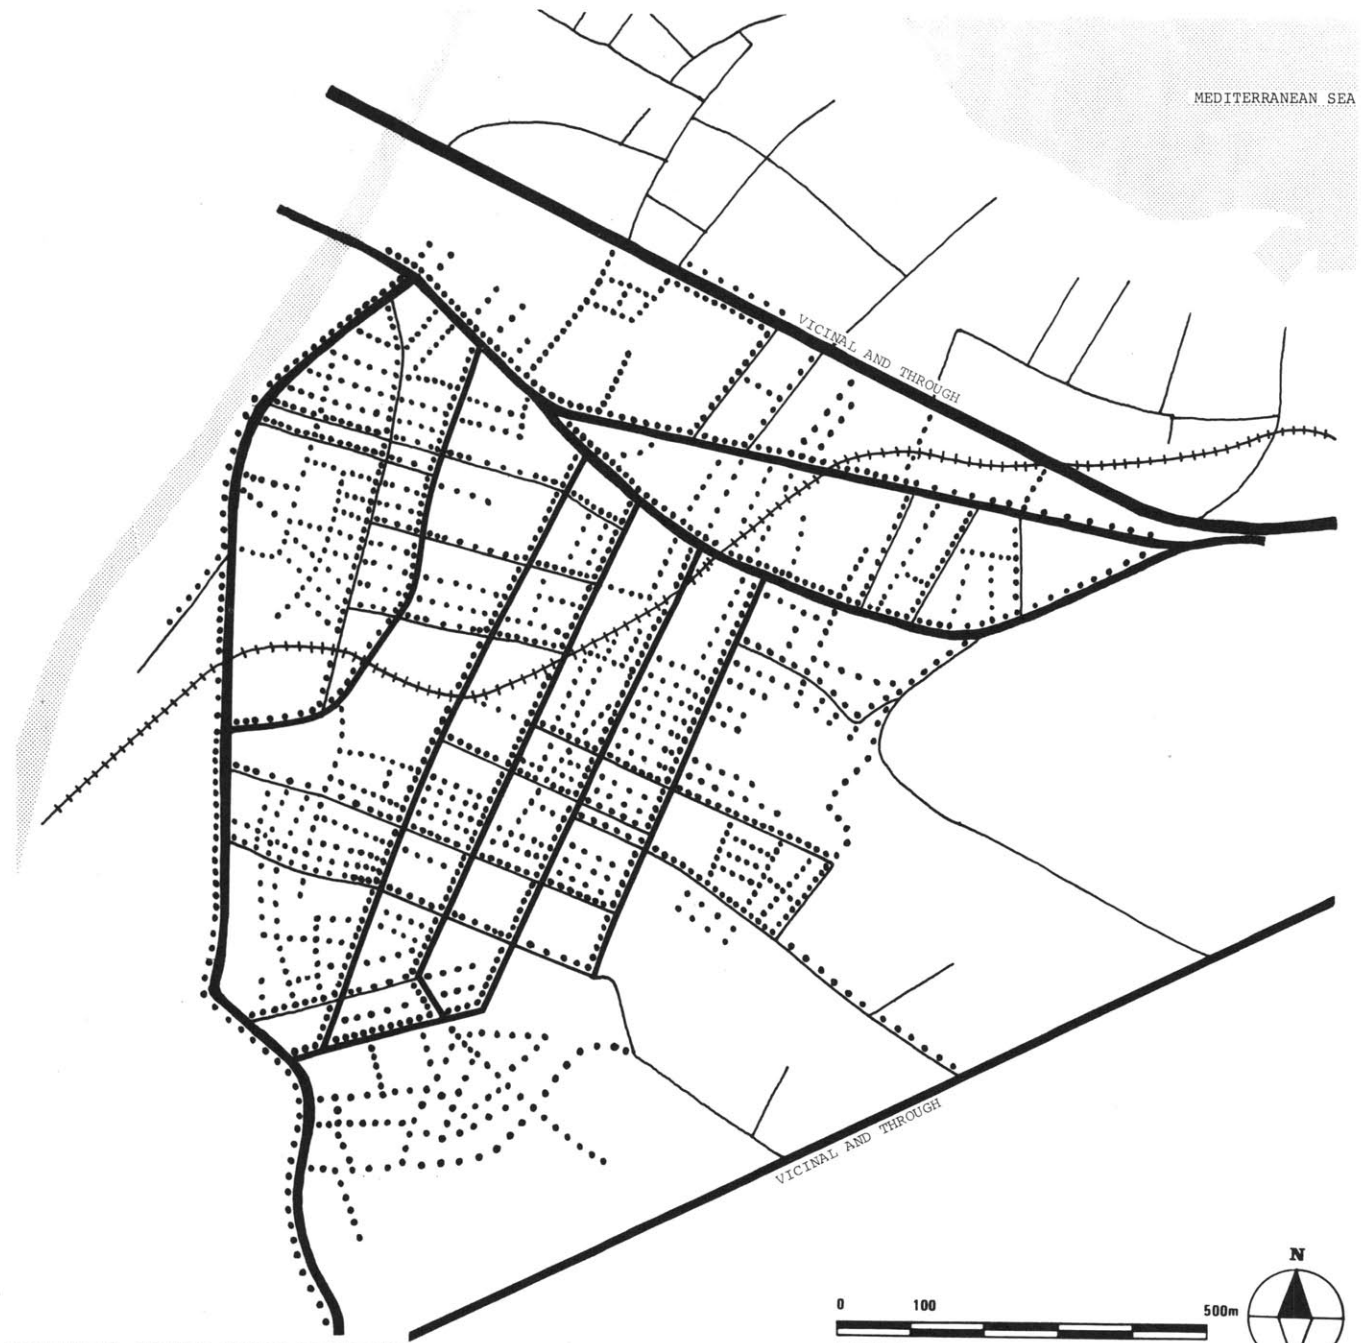 MEDITERRANEAN SEA
VICINAL AND THROUGH
VICINAL AND THROUGH
N
0 100 500m